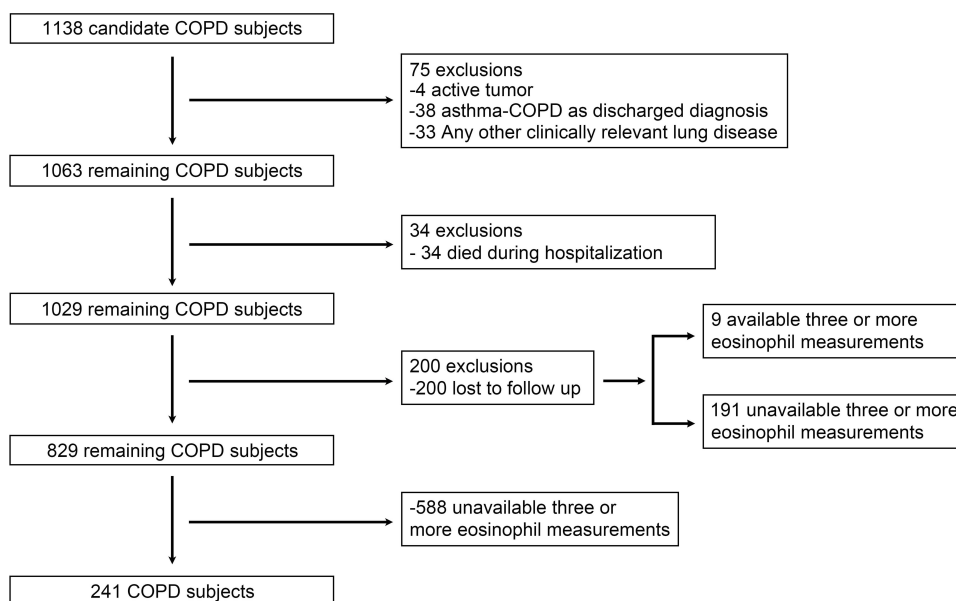 1138 candidate COPD subjects
75 exclusions
-4 active tumor
-38 asthma-COPD as discharged diagnosis
-33 Any other clinically relevant lung disease
1063 remaining COPD subjects
34 exclusions
- 34 died during hospitalization
1029 remaining COPD subjects
9 available three or more
eosinophil measurements
200 exclusions
-200 lost to follow up
191 unavailable three or more
eosinophil measurements
829 remaining COPD subjects
-588 unavailable three or
more eosinophil measurements
241 COPD subjects